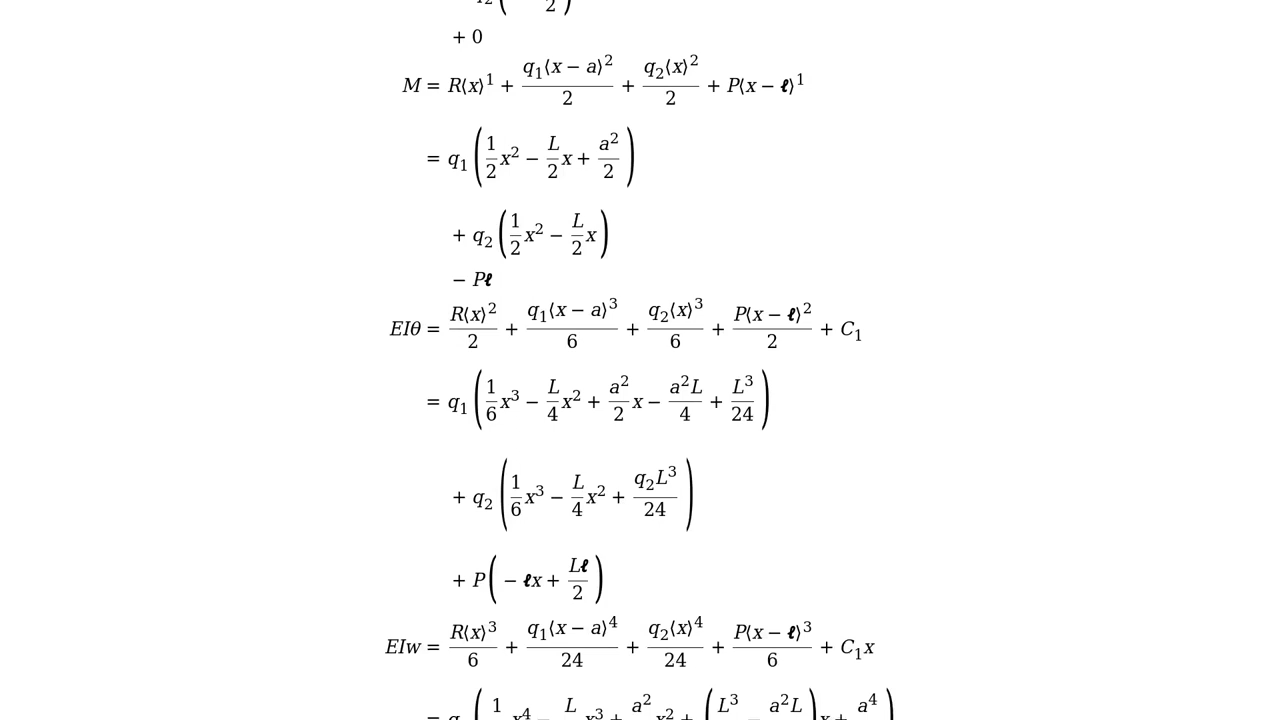 + 0
M = R⟨x⟩¹ + q₁⟨x − a⟩²/2 + q₂⟨x⟩²/2 + P⟨x − ℓ⟩¹
= q₁(1/2 x² − L/2 x + a²/2)
+ q₂(1/2 x² − L/2 x)
− Pℓ
EIθ = R⟨x⟩²/2 + q₁⟨x − a⟩³/6 + q₂⟨x⟩³/6 + P⟨x − ℓ⟩²/2 + C₁
= q₁(1/6 x³ − L/4 x² + a²/2 x − a²L/4 + L³/24)
+ q₂(1/6 x³ − L/4 x² + q₂L³/24)
+ P(− ℓx + Lℓ/2)
EIw = R⟨x⟩³/6 + q₁⟨x − a⟩⁴/24 + q₂⟨x⟩⁴/24 + P⟨x − ℓ⟩³/6 + C₁x